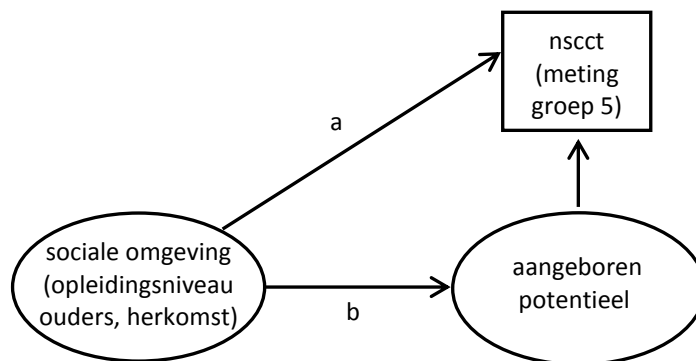 nscct
(meting
groep 5)
a
sociale omgeving
(opleidingsniveau
ouders, herkomst)
b
aangeboren
potentieel